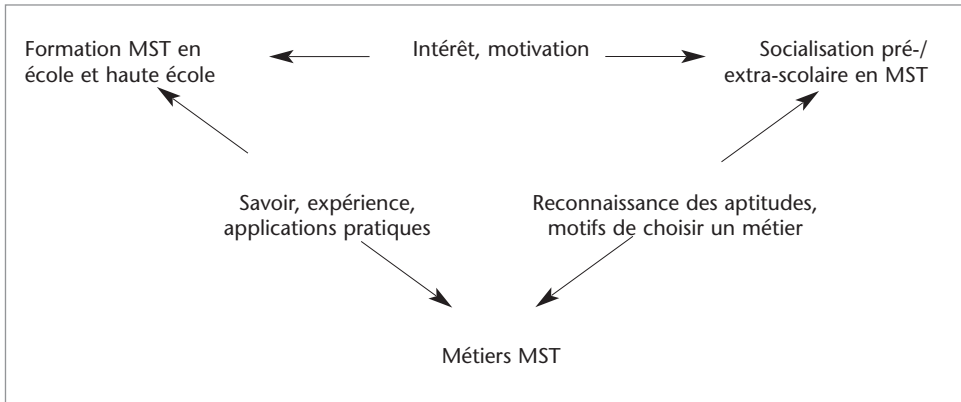 Formation MST en
école et haute école
Intérêt, motivation
Socialisation pré-/
extra-scolaire en MST
Savoir, expérience,
applications pratiques
Reconnaissance des aptitudes,
motifs de choisir un métier
Métiers MST